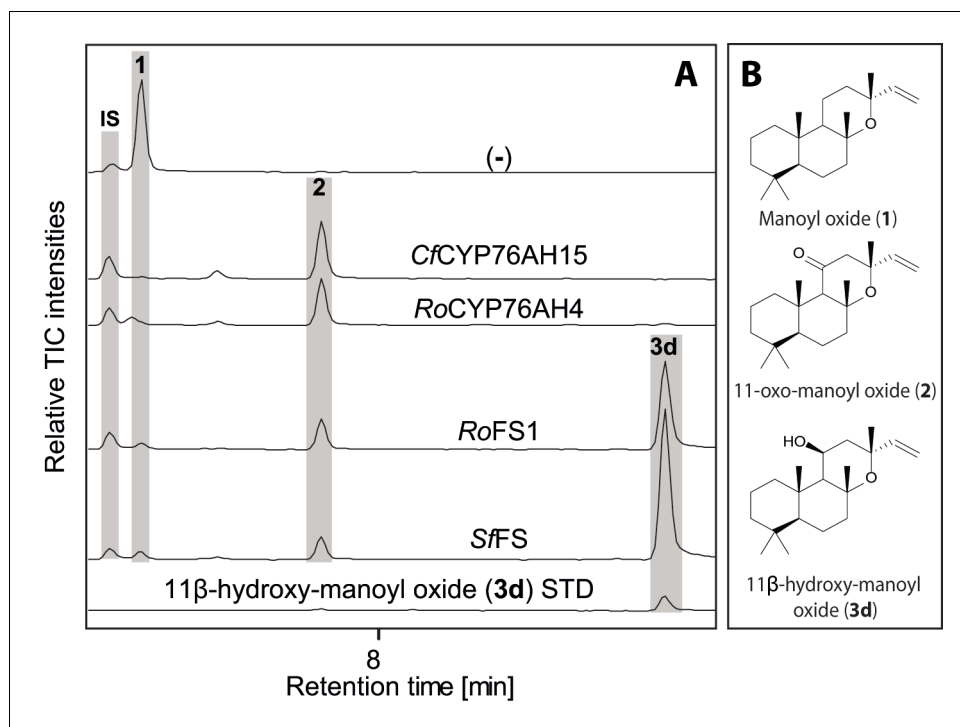 A
1
IS
(-)
2
CfCYP76AH15
RoCYP76AH4
3d
RoFS1
SfFS
11β-hydroxy-manoyl oxide (3d) STD
Relative TIC intensities
8
Retention time [min]
B
O
Manoyl oxide (1)
O
O
11-oxo-manoyl oxide (2)
HO
O
11β-hydroxy-manoyl
oxide (3d)